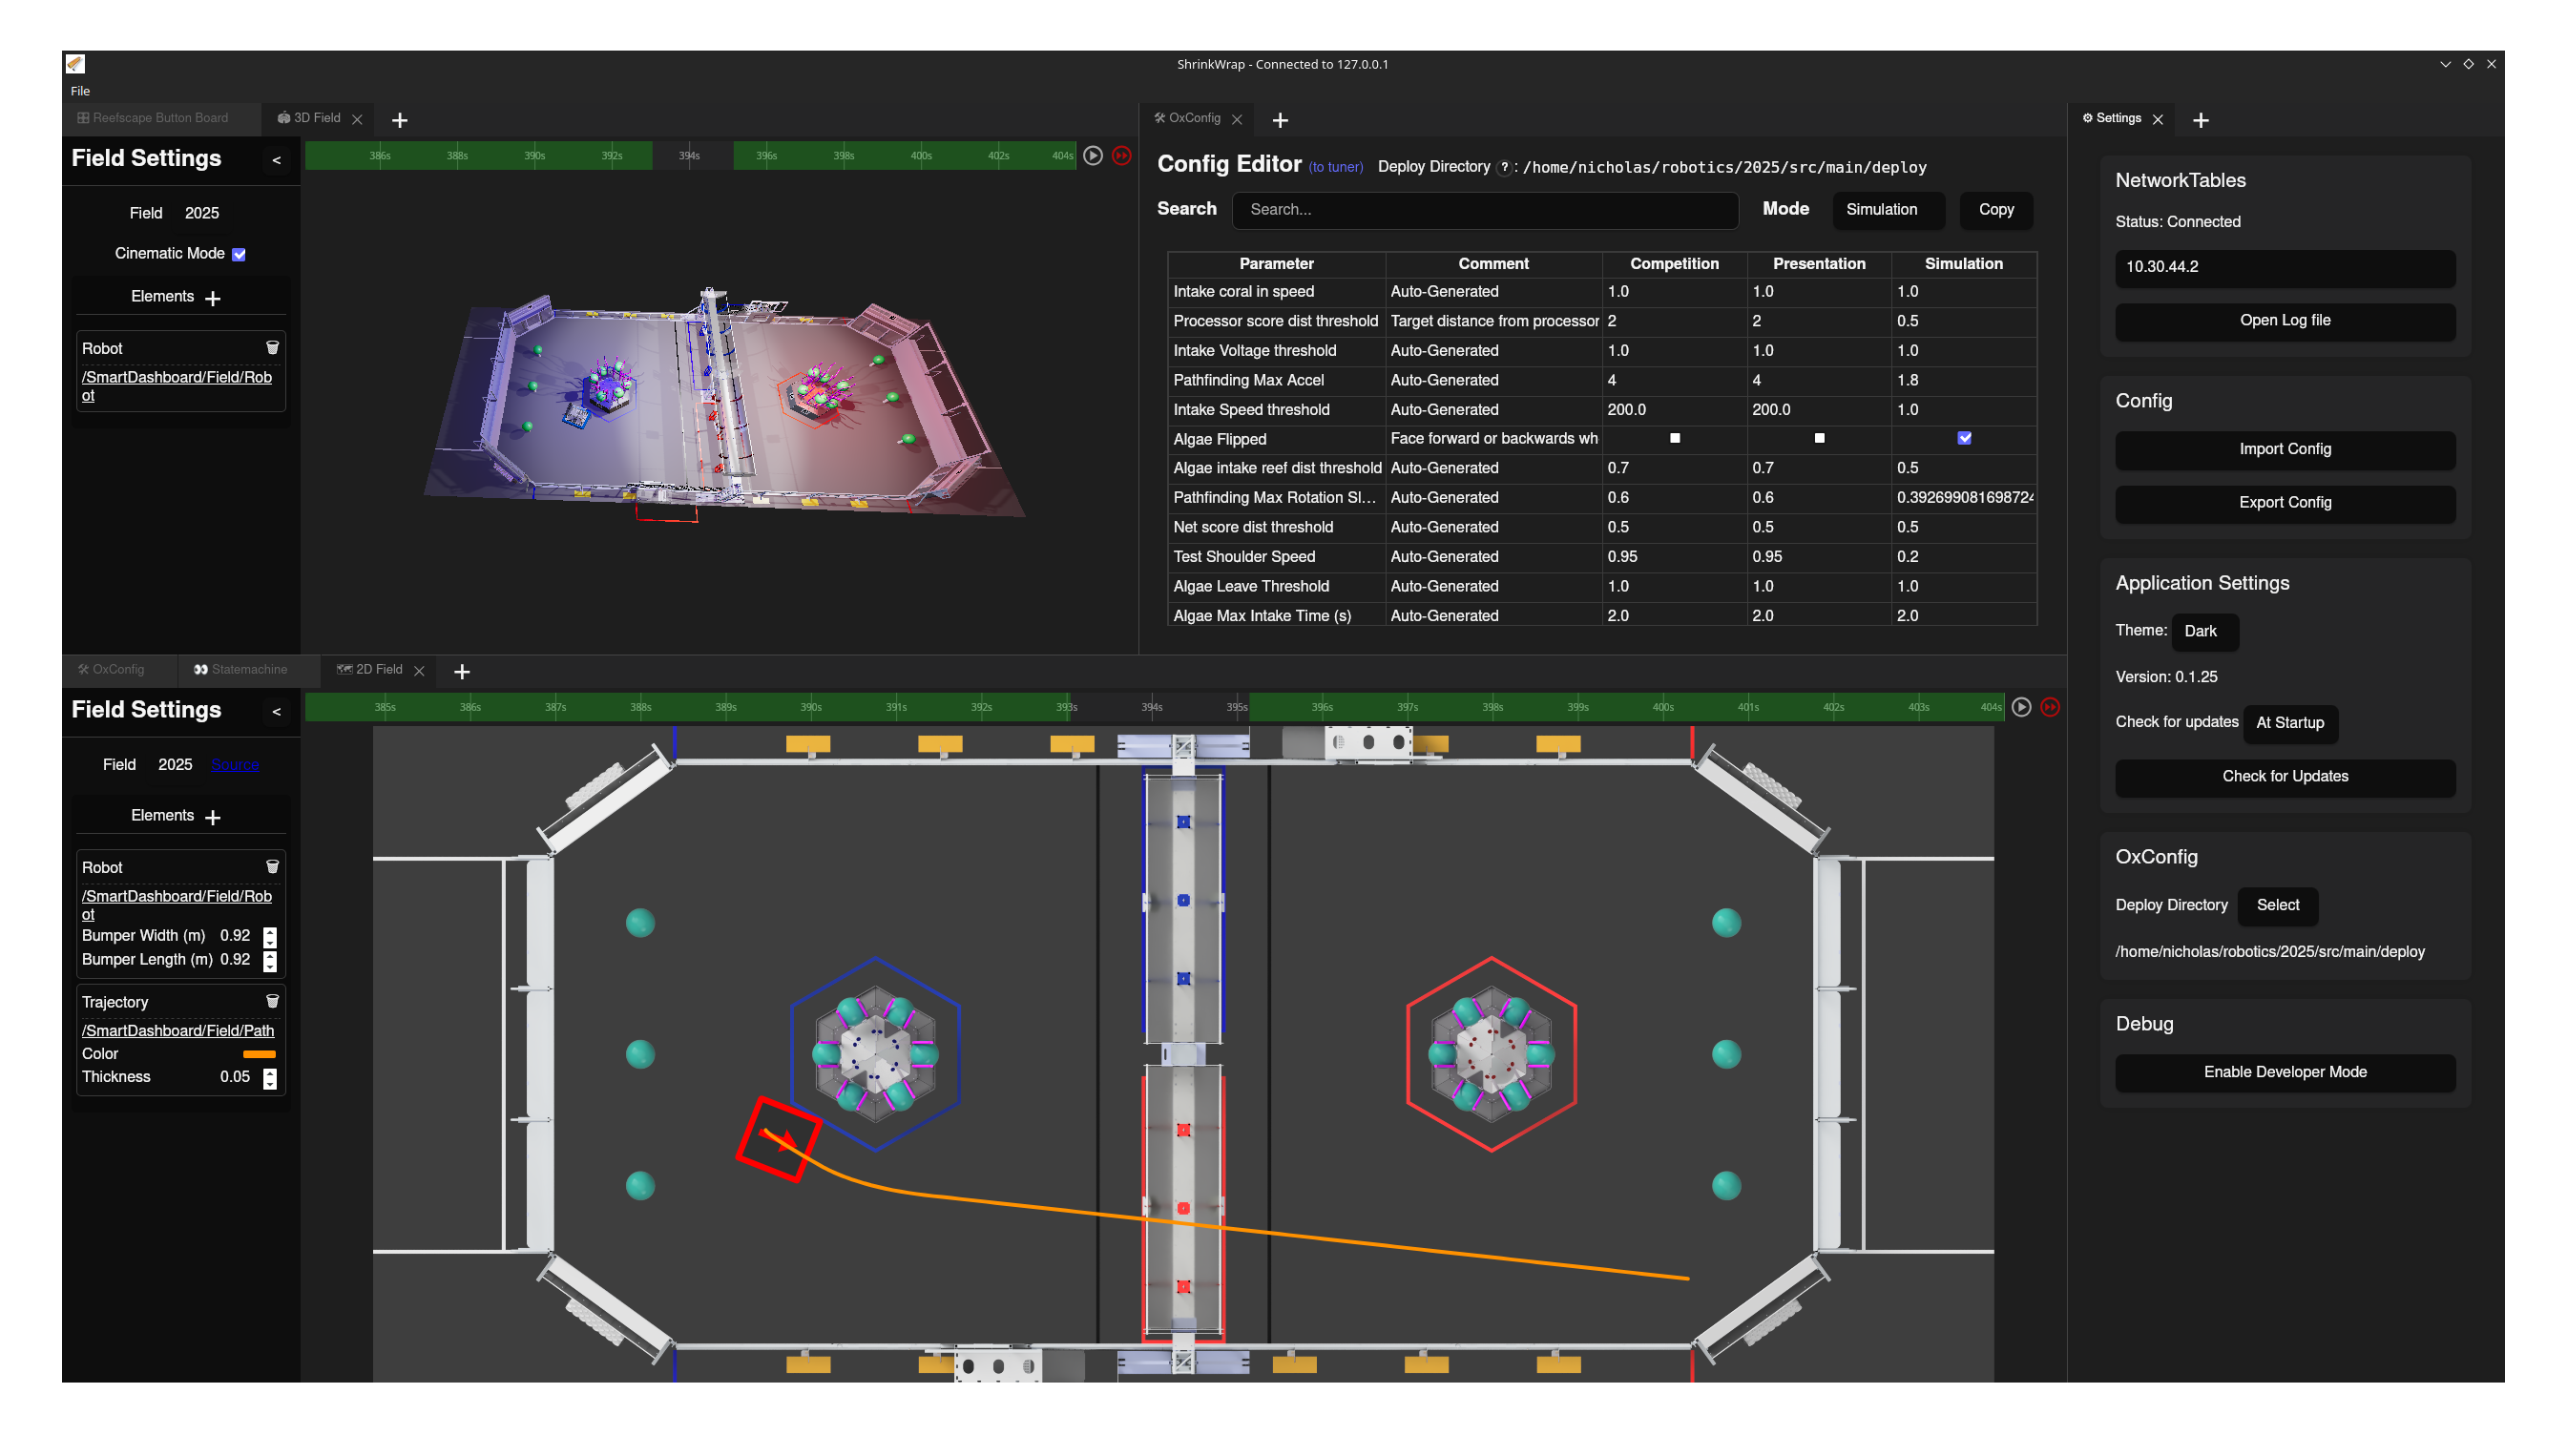 ShrinkWrap - Connected to 127.0.0.1
File
Reefscape Button Board
3D Field
Field Settings
<
Field 2025
Cinematic Mode
Elements
Robot
/SmartDashboard/Field/Rob
ot
386s 388s 390s 392s 394s 396s 398s 400s 402s 404s
OxConfig
Config Editor (to tuner) Deploy Directory ? : /home/nicholas/robotics/2025/src/main/deploy
Search Search... Mode Simulation Copy
Parameter Comment Competition Presentation Simulation
Intake coral in speed Auto-Generated 1.0 1.0 1.0
Processor score dist threshold Target distance from processor 2 2 0.5
Intake Voltage threshold Auto-Generated 1.0 1.0 1.0
Pathfinding Max Accel Auto-Generated 4 4 1.8
Intake Speed threshold Auto-Generated 200.0 200.0 1.0
Algae Flipped Face forward or backwards wh
Algae intake reef dist threshold Auto-Generated 0.7 0.7 0.5
Pathfinding Max Rotation Sl... Auto-Generated 0.6 0.6 0.392699081698724
Net score dist threshold Auto-Generated 0.5 0.5 0.5
Test Shoulder Speed Auto-Generated 0.95 0.95 0.2
Algae Leave Threshold Auto-Generated 1.0 1.0 1.0
Algae Max Intake Time (s) Auto-Generated 2.0 2.0 2.0
Settings
NetworkTables
Status: Connected
10.30.44.2
Open Log file
Config
Import Config
Export Config
Application Settings
Theme: Dark
Version: 0.1.25
Check for updates At Startup
Check for Updates
OxConfig
Deploy Directory Select
/home/nicholas/robotics/2025/src/main/deploy
Debug
Enable Developer Mode
OxConfig
Statemachine
2D Field
Field Settings
<
Field 2025 Source
Elements
Robot
/SmartDashboard/Field/Rob
ot
Bumper Width (m) 0.92
Bumper Length (m) 0.92
Trajectory
/SmartDashboard/Field/Path
Color
Thickness 0.05
385s 386s 387s 388s 389s 390s 391s 392s 393s 394s 395s 396s 397s 398s 399s 400s 401s 402s 403s 404s